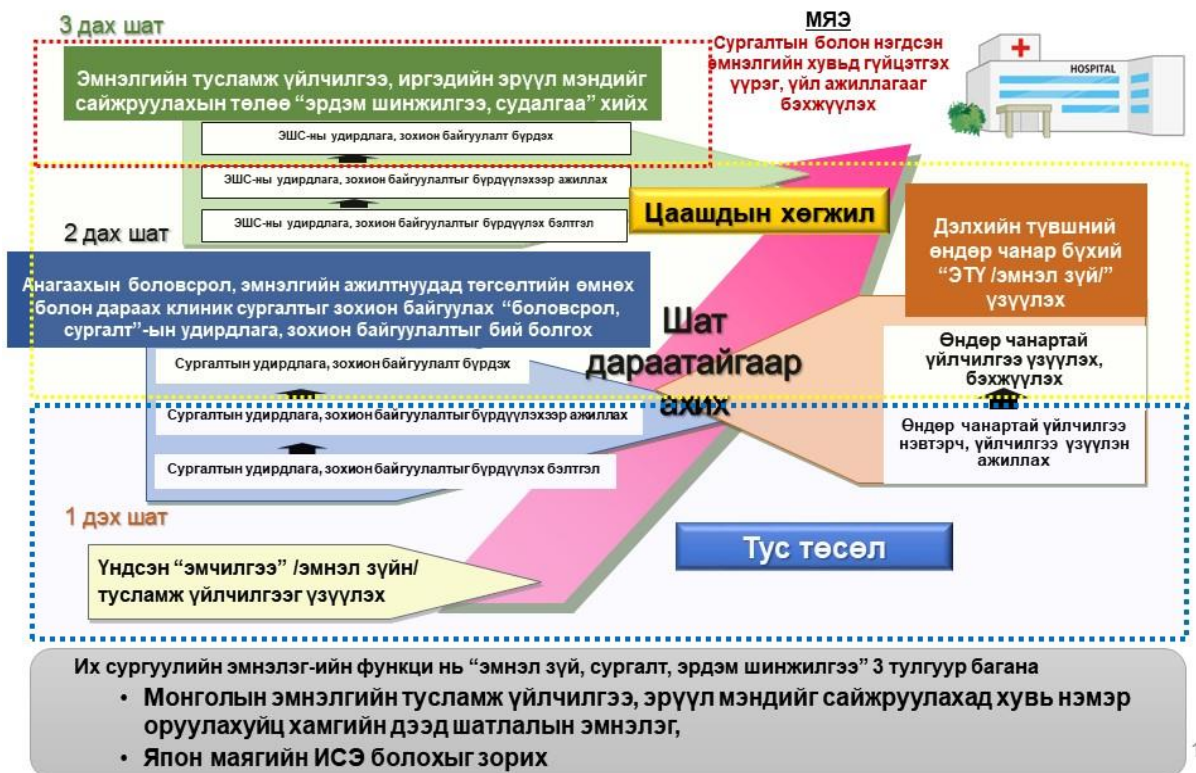 3 дах шат
МЯЭ
Сургалтын болон нэгдсэн
эмнэлгийн хувьд гүйцэтгэх
үүрэг, үйл ажиллагааг
бэхжүүлэх
HOSPITAL
Эмнэлгийн тусламж үйлчилгээ, иргэдийн эрүүл мэндийг
сайжруулахын төлөө “эрдэм шинжилгээ, судалгаа” хийх
ЭШС-ны удирдлага, зохион байгуулалт бүрдэх
ЭШС-ны удирдлага, зохион байгуулалтыг бүрдүүлэхээр ажиллах
ЭШС-ны удирдлага, зохион байгуулалтыг бүрдүүлэх бэлтгэл
Цаашдын хөгжил
Дэлхийн түвшний
өндөр чанар бүхий
“ЭТҮ /эмнэл зүй/”
үзүүлэх
2 дах шат
Анагаахын боловсрол, эмнэлгийн ажилтнуудад төгсөлтийн өмнөх
болон дараах клиник сургалтыг зохион байгуулах “боловсрол,
сургалт”-ын удирдлага, зохион байгуулалтыг бий болгох
Шат
дараатайгаар
ахих
Сургалтын удирдлага, зохион байгуулалт бүрдэх
Сургалтын удирдлага, зохион байгуулалтыг бүрдүүлэхээр ажиллах
Сургалтын удирдлага, зохион байгуулалтыг бүрдүүлэх бэлтгэл
Өндөр чанартай
үйлчилгээ үзүүлэх,
бэхжүүлэх
Өндөр чанартай үйлчилгээ
нэвтэрч, үйлчилгээ үзүүлэн
ажиллах
1 дэх шат
Үндсэн “эмчилгээ” /эмнэл зүйн/
тусламж үйлчилгээг үзүүлэх
Тус төсөл
Их сургуулийн эмнэлэг-ийн функци нь “эмнэл зүй, сургалт, эрдэм шинжилгээ” 3 тулгуур багана
• Монголын эмнэлгийн тусламж үйлчилгээ, эрүүл мэндийг сайжруулахад хувь нэмэр
оруулахуйц хамгийн дээд шатлалын эмнэлэг,
• Япон маягийн ИСЭ болохыг зорих